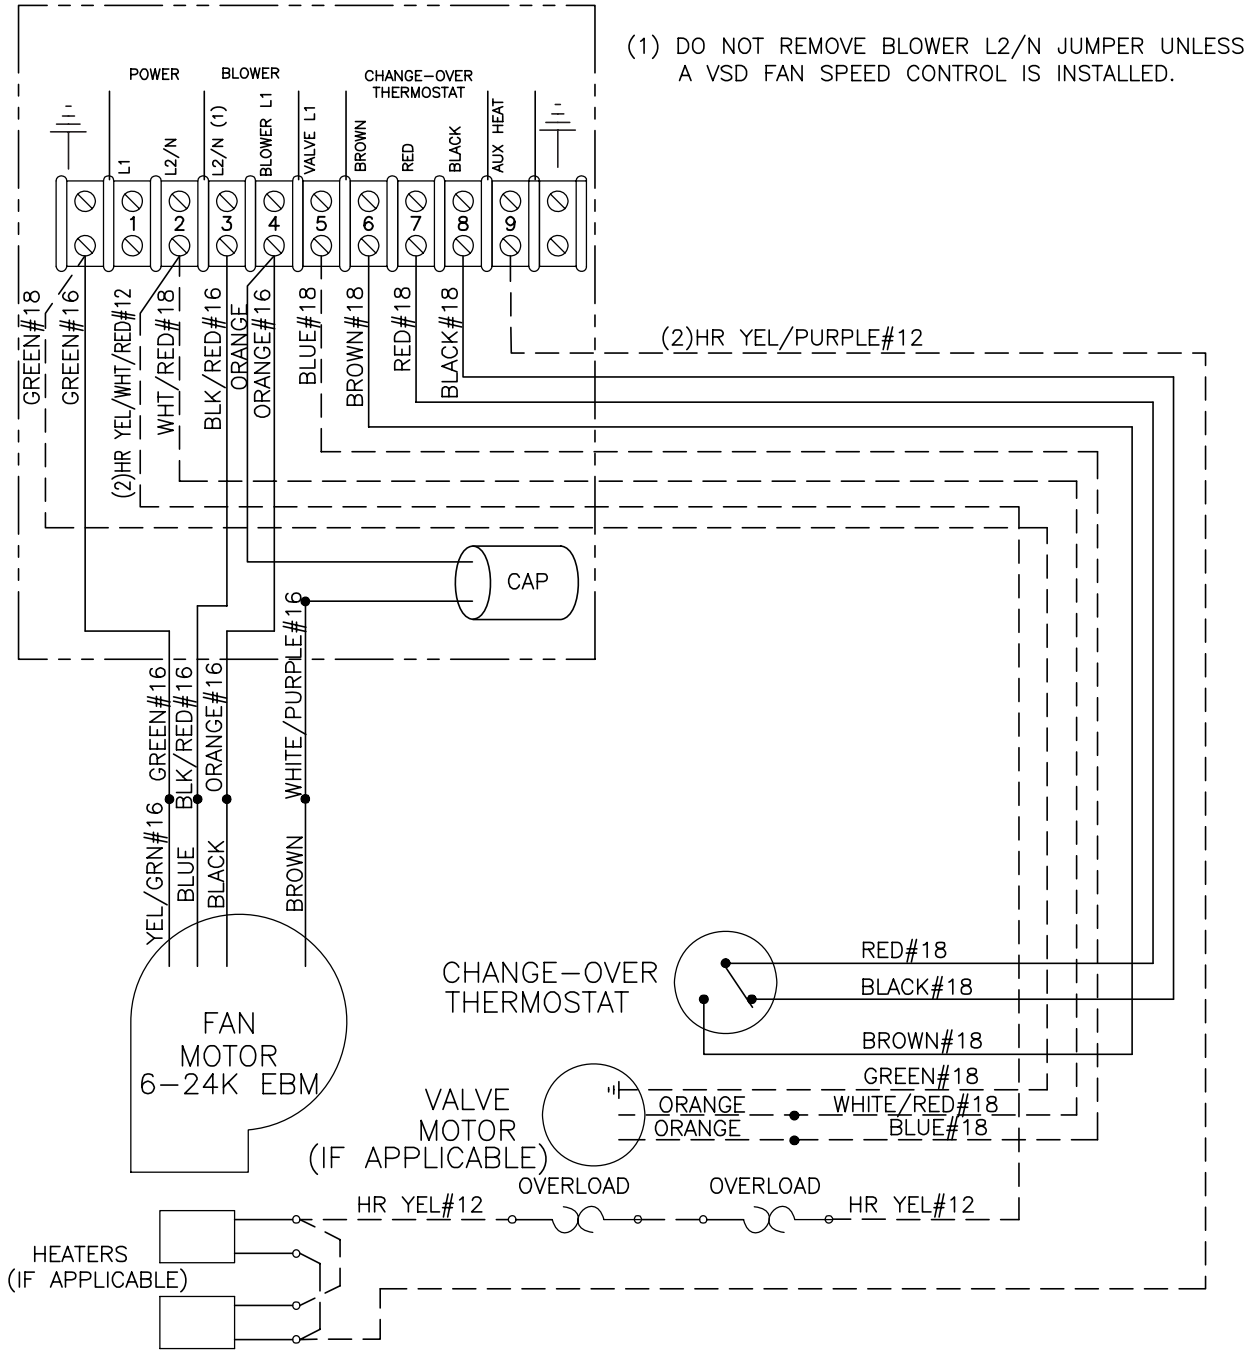 (1) DO NOT REMOVE BLOWER L2/N JUMPER UNLESS
A VSD FAN SPEED CONTROL IS INSTALLED.
POWER
BLOWER
CHANGE-OVER
THERMOSTAT
L1
L2/N
L2/N (1)
BLOWER L1
VALVE L1
BROWN
RED
BLACK
AUX HEAT
1
2
3
4
5
6
7
8
9
GREEN#18
GREEN#16
(2)HR YEL/WHT/RED#12
WHT/RED#18
BLK/RED#16
ORANGE
ORANGE#16
BLUE#18
BROWN#18
RED#18
BLACK#18
(2)HR YEL/PURPLE#12
CAP
GREEN#16
BLK/RED#16
ORANGE#16
WHITE/PURPLE#16
YEL/GRN#16
BLUE
BLACK
BROWN
FAN
MOTOR
6-24K EBM
CHANGE-OVER
THERMOSTAT
RED#18
BLACK#18
BROWN#18
GREEN#18
VALVE
MOTOR
(IF APPLICABLE)
ORANGE
WHITE/RED#18
ORANGE
BLUE#18
OVERLOAD
OVERLOAD
HR YEL#12
HR YEL#12
HEATERS
(IF APPLICABLE)